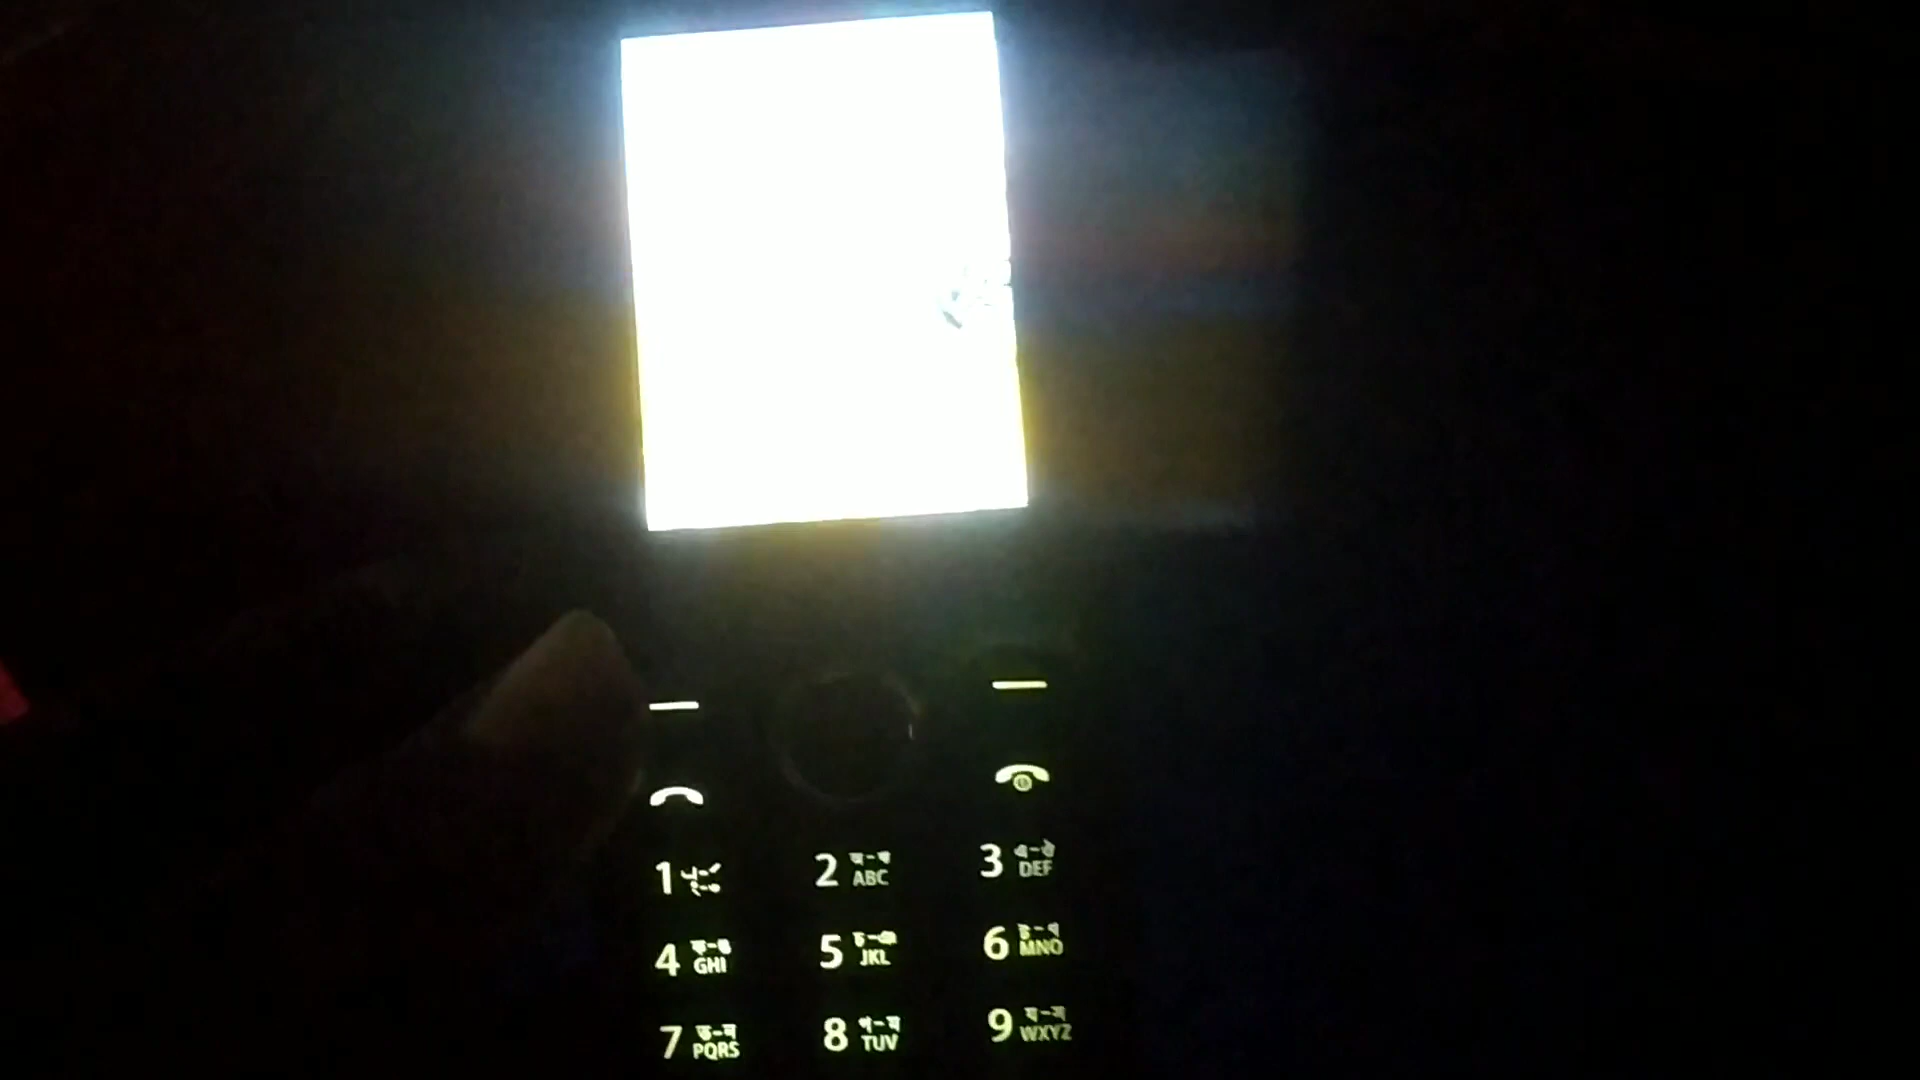 1
2 অ-ঘ ABC
3 এ-ঔ DEF
4 ক-ঙ GHI
5 চ-ঞ JKL
6 ট-ণ MNO
7 ত-ন PQRS
8 প-ম TUV
9 WXYZ